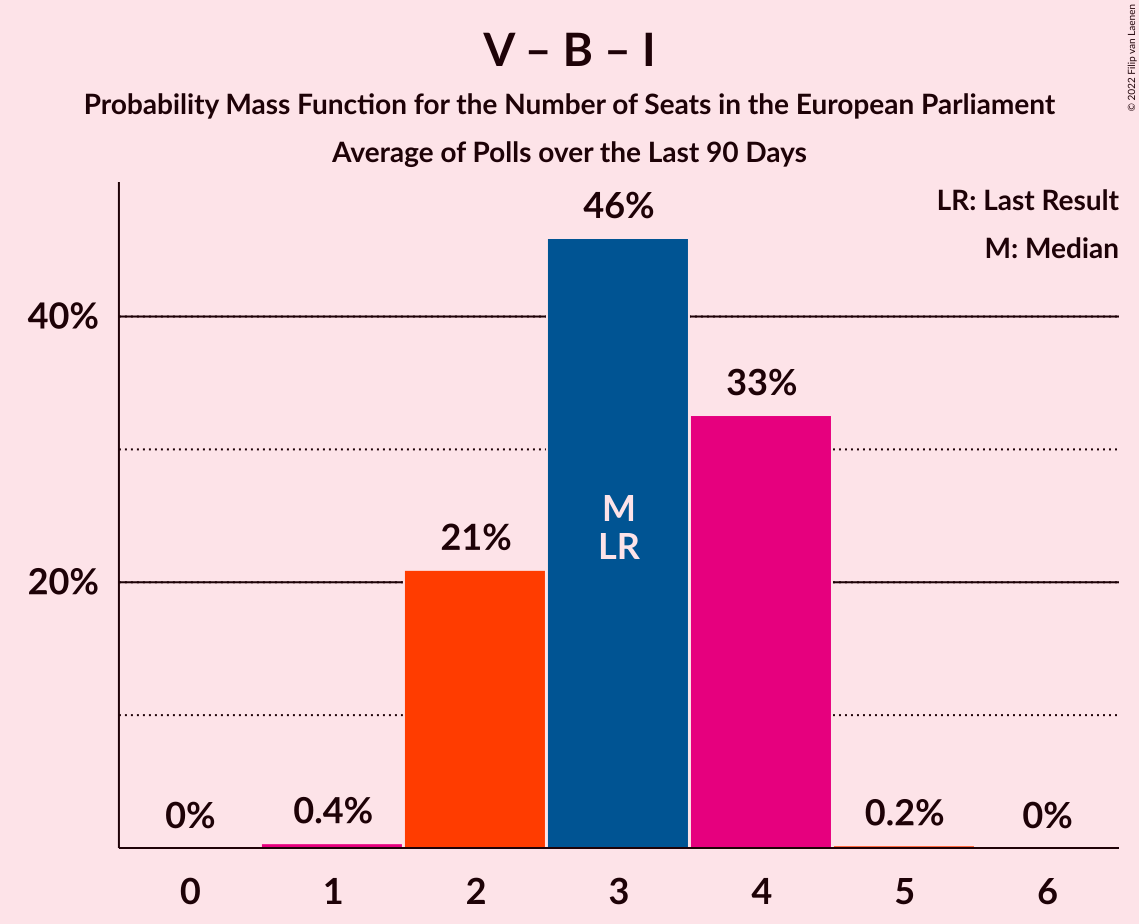 V – B – I
Probability Mass Function for the Number of Seats in the European Parliament
Average of Polls over the Last 90 Days
© 2022 Filip van Laenen
LR: Last Result
M: Median
46%
40%
33%
M
LR
21%
20%
0%
0.4%
0.2%
0%
0
1
2
3
4
5
6